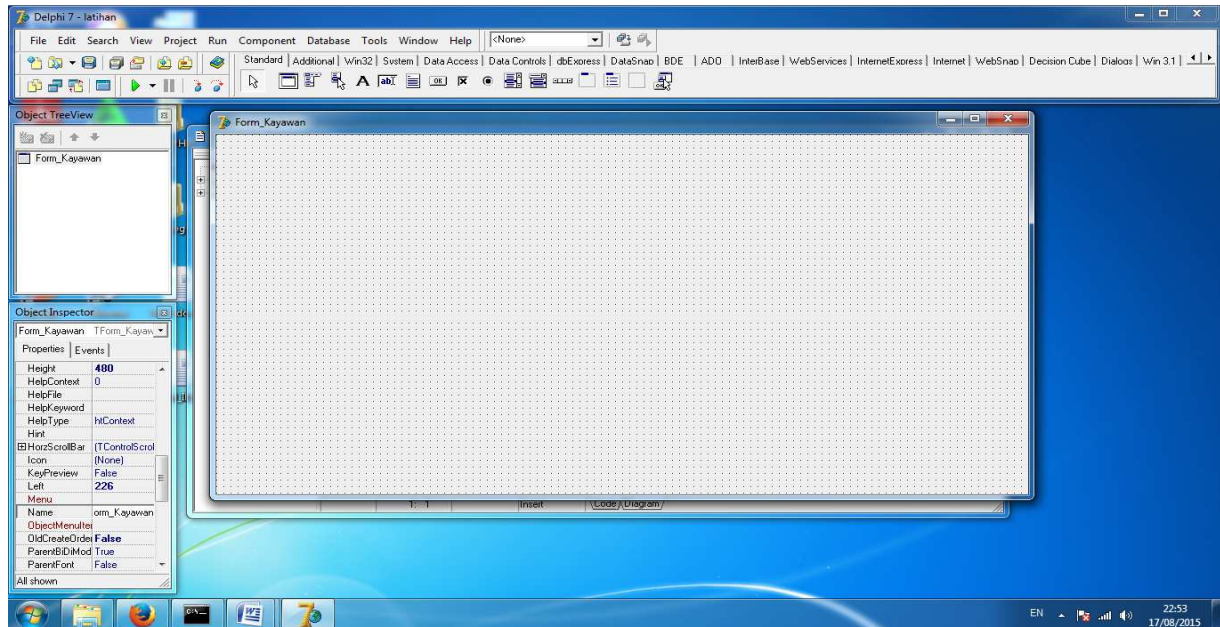 Delphi 7 - latihan
File Edit Search View Project Run Component Database Tools Window Help <None>
Standard Additional Win32 System Data Access Data Controls dbExpress DataSnap BDE ADO InterBase WebServices InternetExpress Internet WebSnap Decision Cube Dialogs Win 3.1
Object TreeView
Form_Kayawan
Form_Kayawan
Object Inspector
Form_Kayawan TForm_Kayaw
Properties Events
Height 480
HelpContext 0
HelpFile
HelpKeyword
HelpType htContext
Hint
HorzScrollBar (TControlScrol
Icon (None)
KeyPreview False
Left 226
Menu
Name orm_Kayawan
ObjectMenuItem
OldCreateOrder False
ParentBiDiMod True
ParentFont False
All shown
1: 1 Insert Code Diagram
EN 22:53
17/08/2015